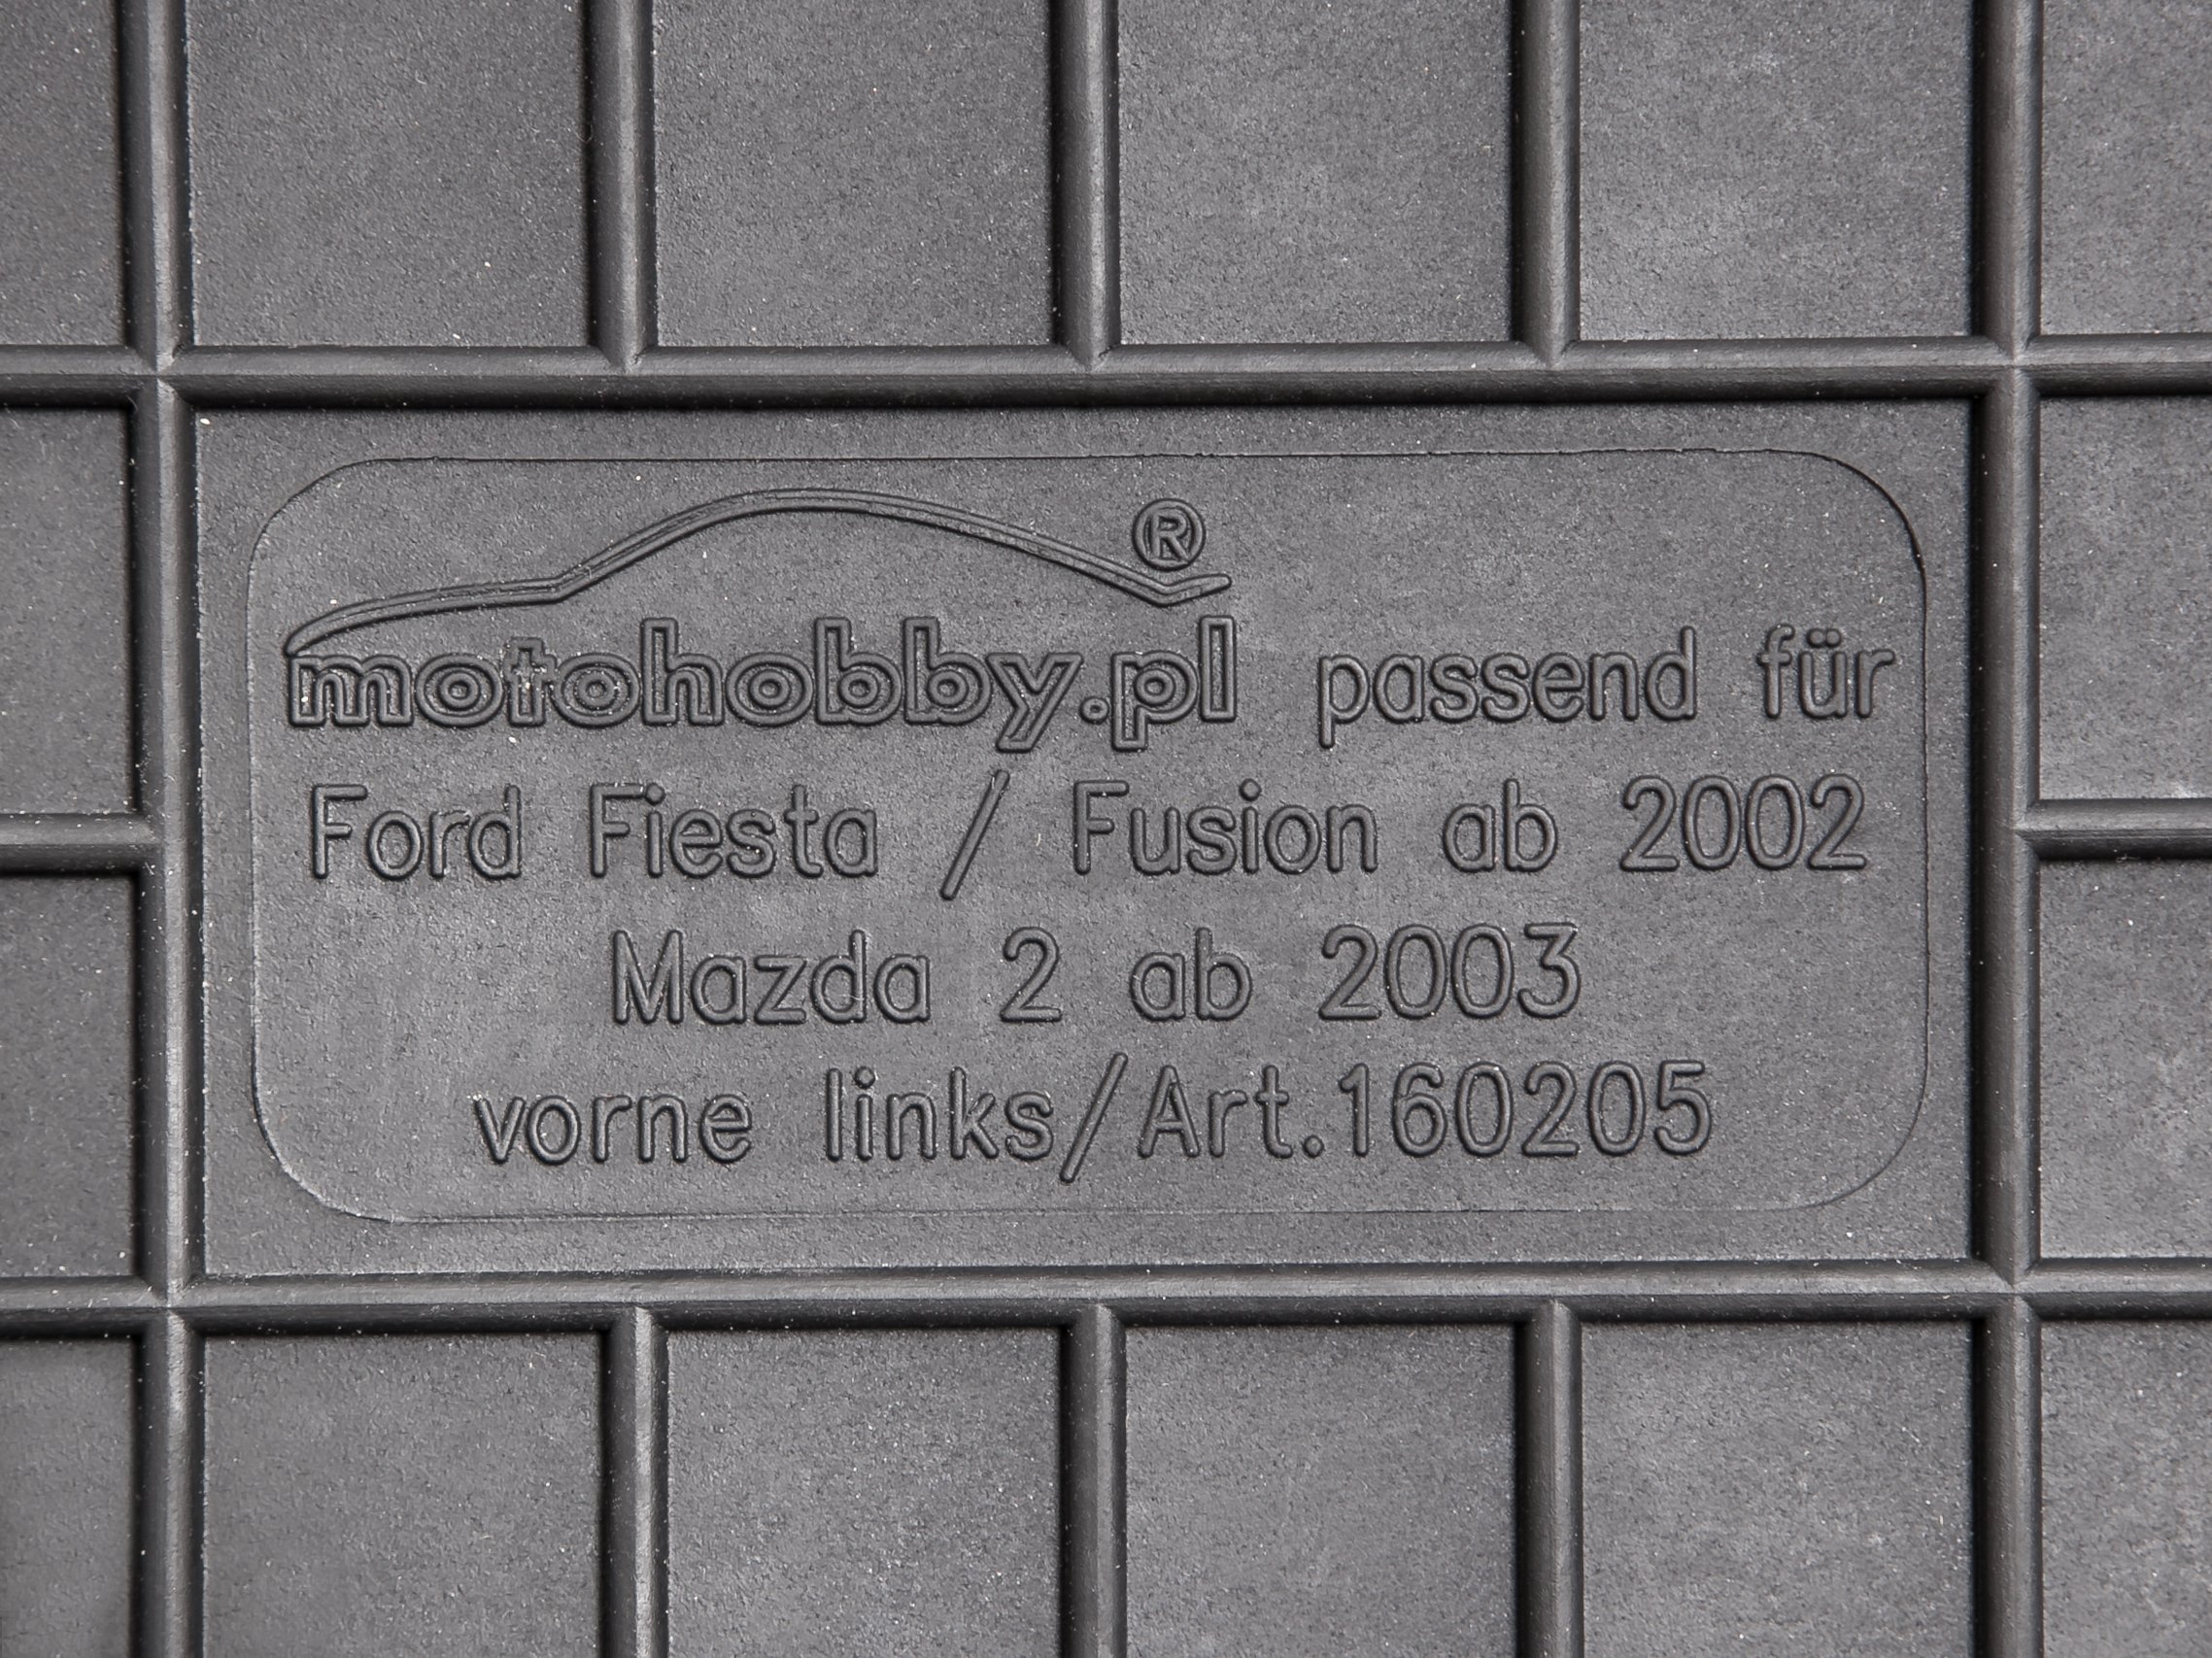 motohobby.pl ® passend für
Ford Fiesta / Fusion ab 2002
Mazda 2 ab 2003
vorne links/Art.160205